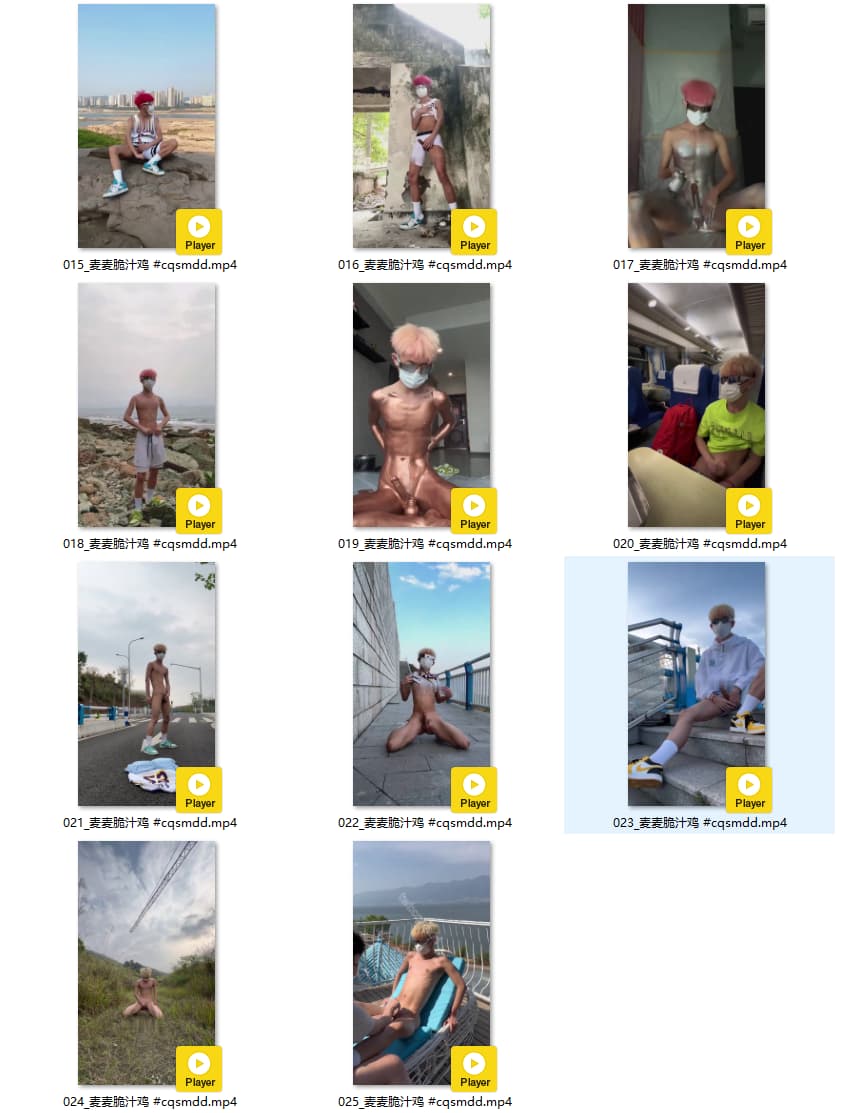 Player
Player
Player
015_麦麦脆汁鸡 #cqsmdd.mp4
016_麦麦脆汁鸡 #cqsmdd.mp4
017_麦麦脆汁鸡 #cqsmdd.mp4
Player
Player
Player
018_麦麦脆汁鸡 #cqsmdd.mp4
019_麦麦脆汁鸡 #cqsmdd.mp4
020_麦麦脆汁鸡 #cqsmdd.mp4
Player
Player
Player
021_麦麦脆汁鸡 #cqsmdd.mp4
022_麦麦脆汁鸡 #cqsmdd.mp4
023_麦麦脆汁鸡 #cqsmdd.mp4
Player
Player
024_麦麦脆汁鸡 #cqsmdd.mp4
025_麦麦脆汁鸡 #cqsmdd.mp4